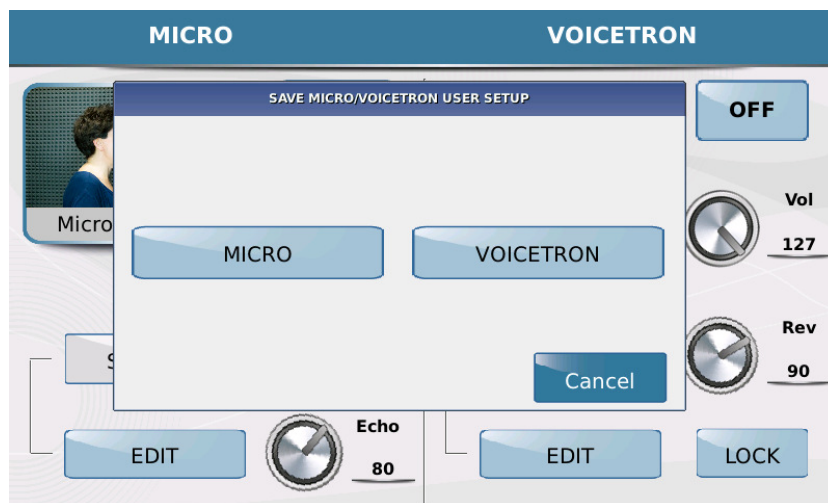 MICRO
VOICETRON
SAVE MICRO/VOICETRON USER SETUP
OFF
Micro
Vol
127
MICRO
VOICETRON
Rev
90
Cancel
Echo
80
EDIT
EDIT
LOCK